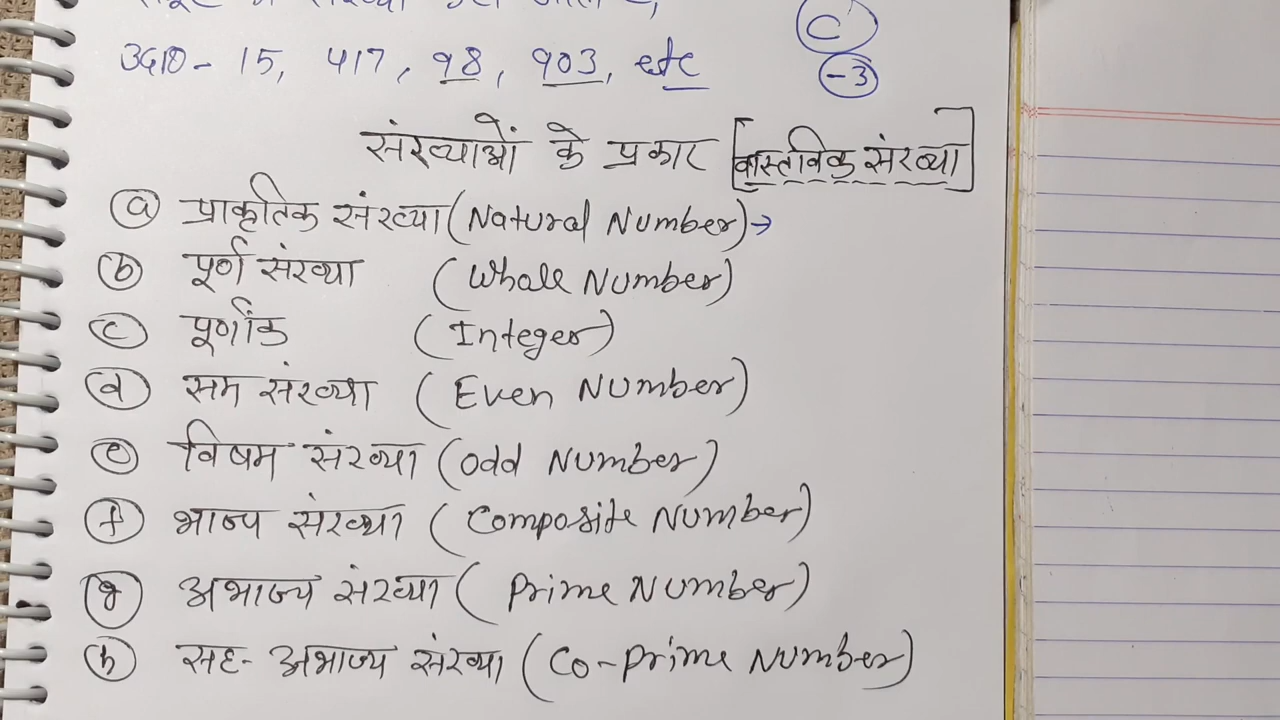 संख्या
उदा०- 15, 417, 98, 903, etc
C
-3
संख्याओं के प्रकार [वास्तविक संख्या]
(a) प्राकृतिक संख्या (Natural Number) →
(b) पूर्ण संख्या (Whole Number)
(c) पूर्णांक (Integer)
(d) सम संख्या (Even Number)
(e) विषम संख्या (Odd Number)
(f) भाज्य संख्या (Composite Number)
(g) अभाज्य संख्या (Prime Number)
(h) सह-अभाज्य संख्या (Co-Prime Number)